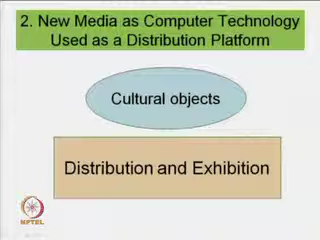 2. New Media as Computer Technology
Used as a Distribution Platform
Cultural objects
Distribution and Exhibition
NPTEL